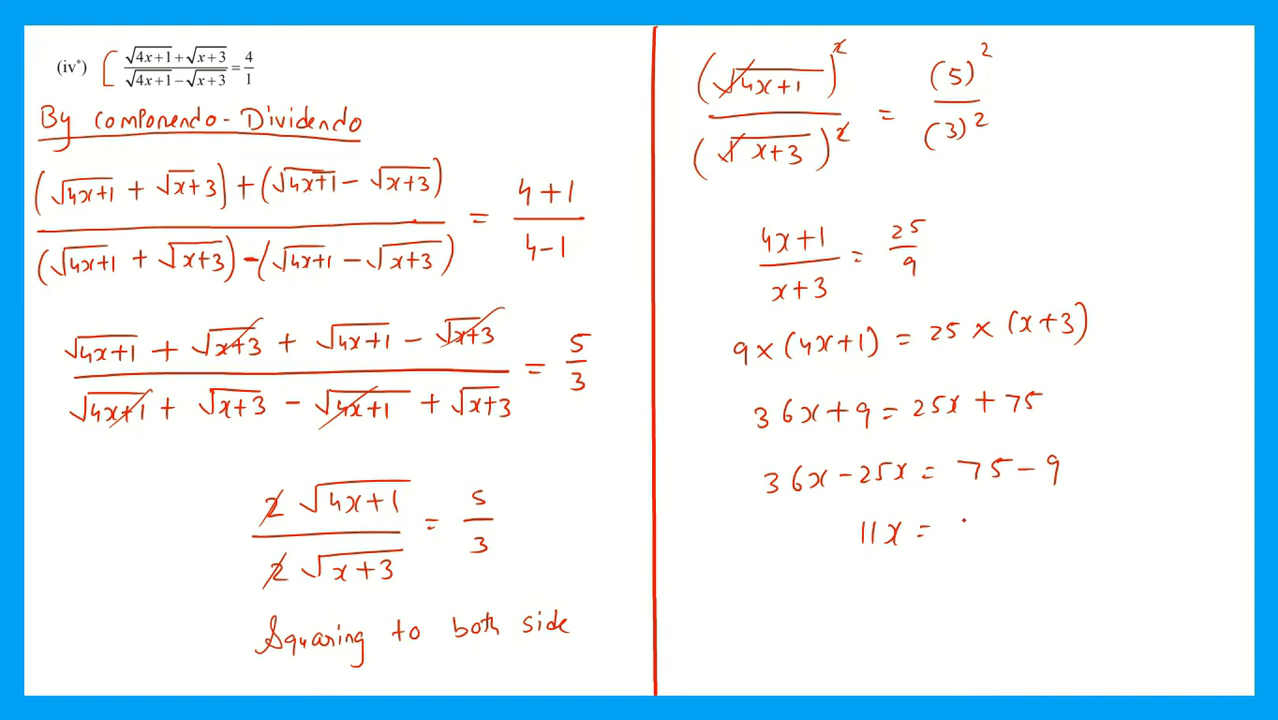 (iv*) [ (√(4x+1) + √(x+3)) / (√(4x+1) − √(x+3)) = 4/1
By Componendo - Dividendo
((√4x+1 + √x+3) + (√4x+1 − √x+3)) / ((√4x+1 + √x+3) − (√4x+1 − √x+3)) = (4+1)/(4−1)
(√4x+1 + √x+3 + √4x+1 − √x+3) / (√4x+1 + √x+3 − √4x+1 + √x+3) = 5/3
(2 √4x+1) / (2 √x+3) = 5/3
Squaring to both side
(√4x+1)² / (√x+3)² = (5)² / (3)²
(4x+1) / (x+3) = 25/9
9 × (4x+1) = 25 × (x+3)
36x + 9 = 25x + 75
36x − 25x = 75 − 9
11x =